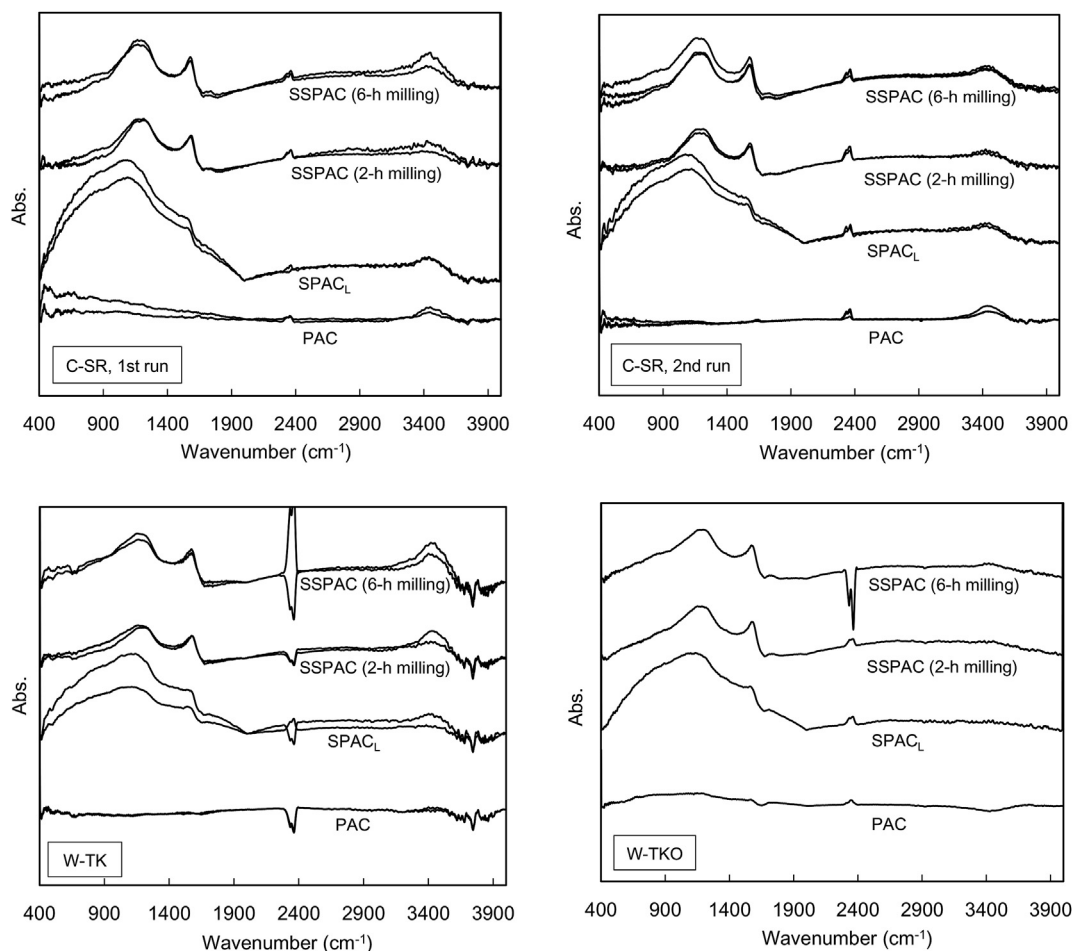 Abs.
SSPAC (6-h milling)
SSPAC (2-h milling)
SPAC_L
PAC
C-SR, 1st run
400 900 1400 1900 2400 2900 3400 3900
Wavenumber (cm⁻¹)
Abs.
SSPAC (6-h milling)
SSPAC (2-h milling)
SPAC_L
PAC
C-SR, 2nd run
400 900 1400 1900 2400 2900 3400 3900
Wavenumber (cm⁻¹)
Abs.
SSPAC (6-h milling)
SSPAC (2-h milling)
SPAC_L
PAC
W-TK
400 900 1400 1900 2400 2900 3400 3900
Wavenumber (cm⁻¹)
Abs.
SSPAC (6-h milling)
SSPAC (2-h milling)
SPAC_L
PAC
W-TKO
400 900 1400 1900 2400 2900 3400 3900
Wavenumber (cm⁻¹)